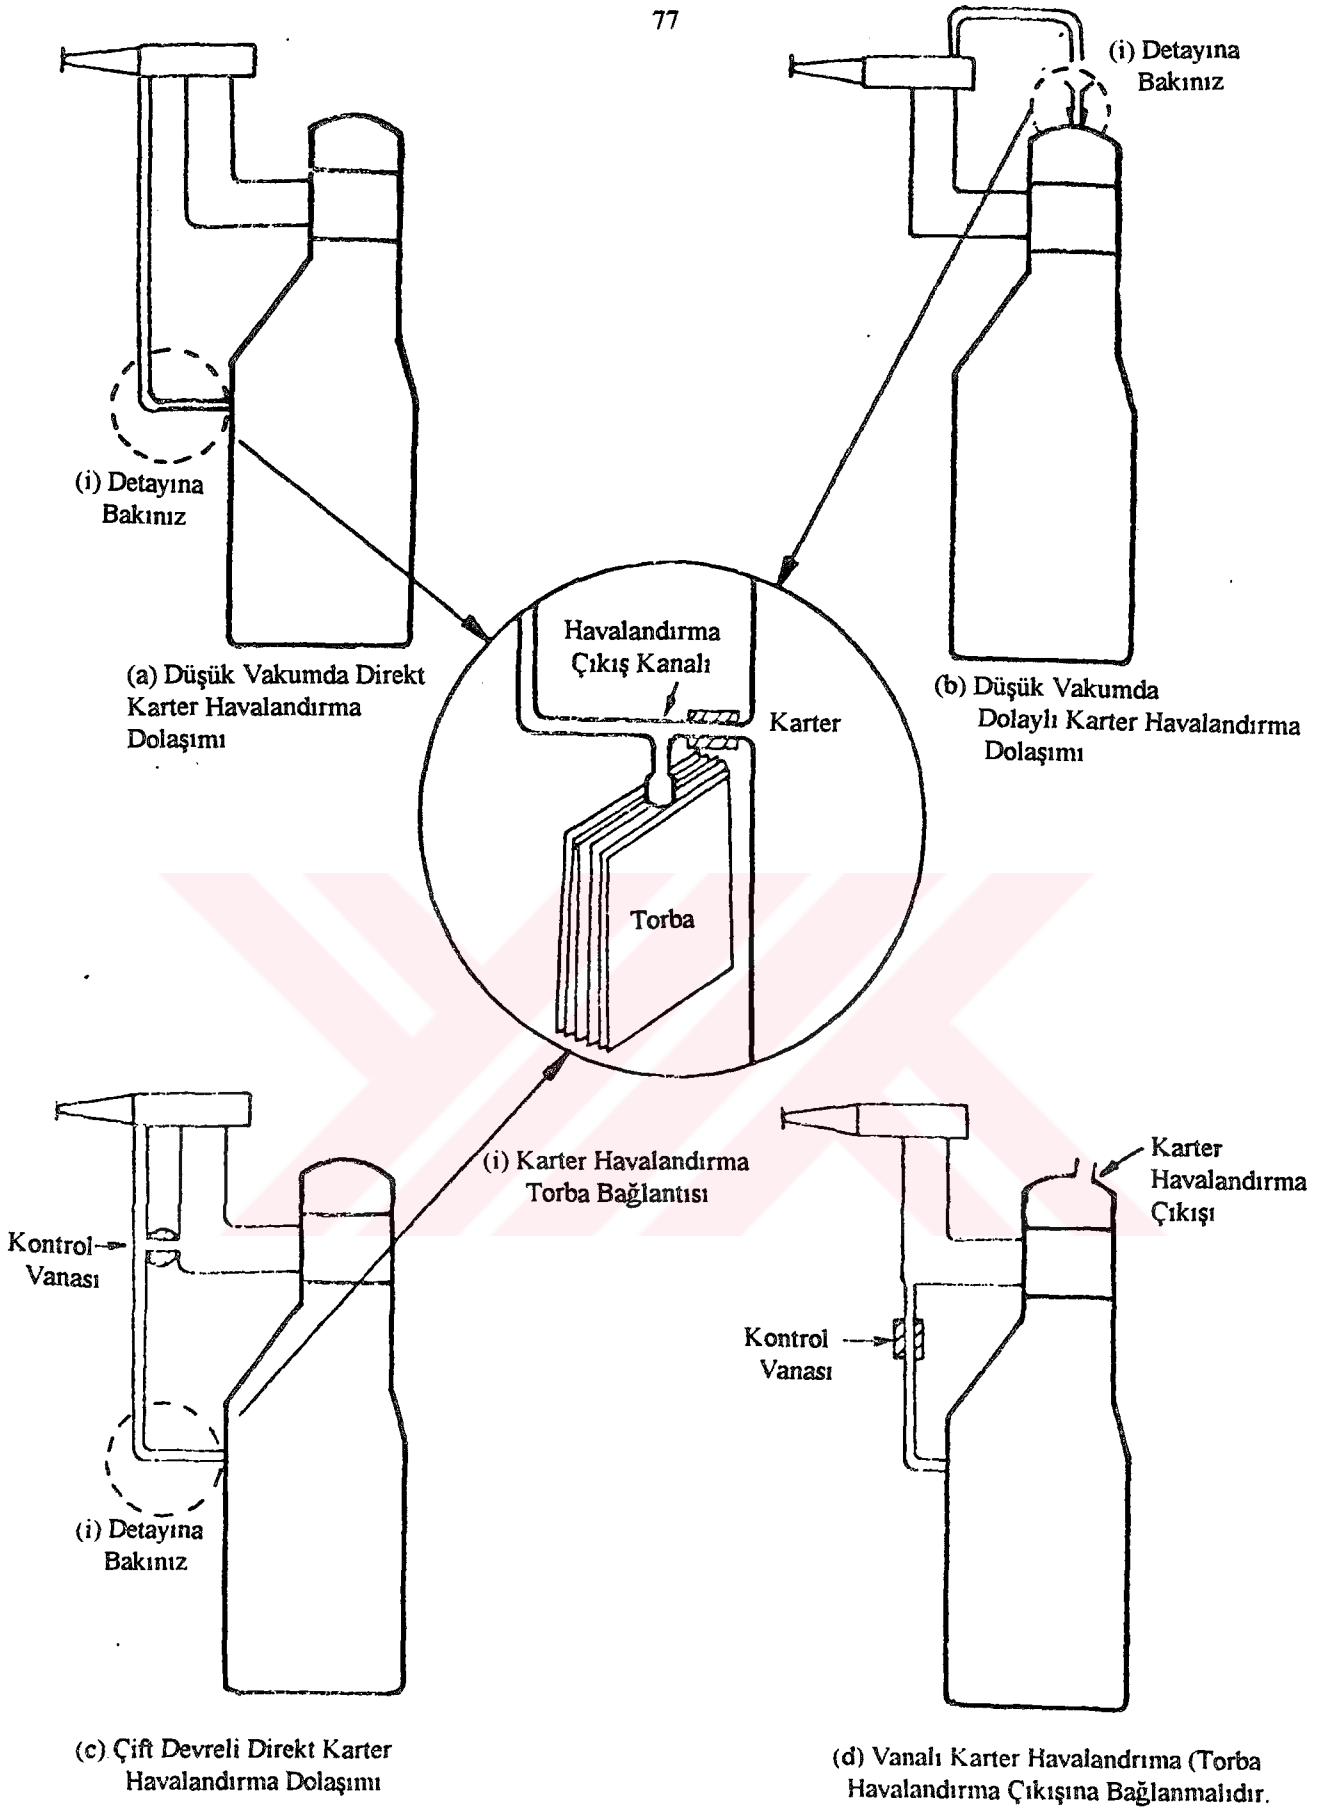 77
(i) Detayına
Bakınız
(i) Detayına
Bakınız
(a) Düşük Vakumda Direkt
Karter Havalandırma
Dolaşımı
(b) Düşük Vakumda
Dolaylı Karter Havalandırma
Dolaşımı
Havalandırma
Çıkış Kanalı
Karter
Torba
(i) Karter Havalandırma
Torba Bağlantısı
Kontrol
Vanası
(i) Detayına
Bakınız
Karter
Havalandırma
Çıkışı
Kontrol
Vanası
(c) Çift Devreli Direkt Karter
Havalandırma Dolaşımı
(d) Vanalı Karter Havalandrıma (Torba
Havalandırma Çıkışına Bağlanmalıdır.